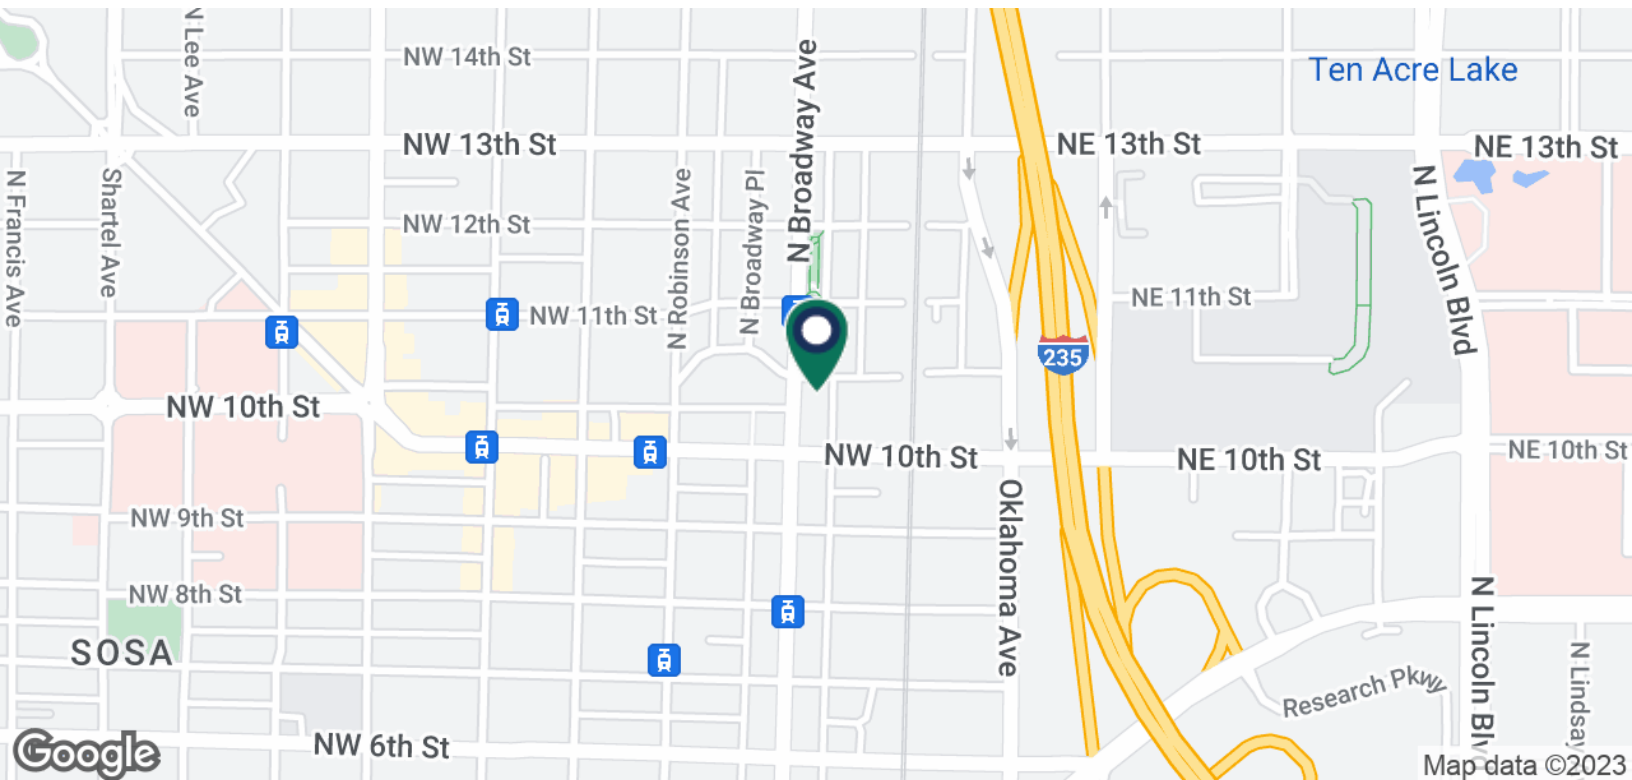 N Lee Ave
NW 14th St
N Broadway Ave
Ten Acre Lake
NW 13th St
NE 13th St
NE 13th St
N Francis Ave
Shartel Ave
NW 12th St
N Robinson Ave
N Broadway Pl
N Lincoln Blvd
NW 11th St
NE 11th St
235
NW 10th St
NW 10th St
NE 10th St
NE 10th St
NW 9th St
Oklahoma Ave
NW 8th St
SOSA
N Lincoln Blvd
N Lindsay
Research Pkwy
NW 6th St
Google
Map data ©2023